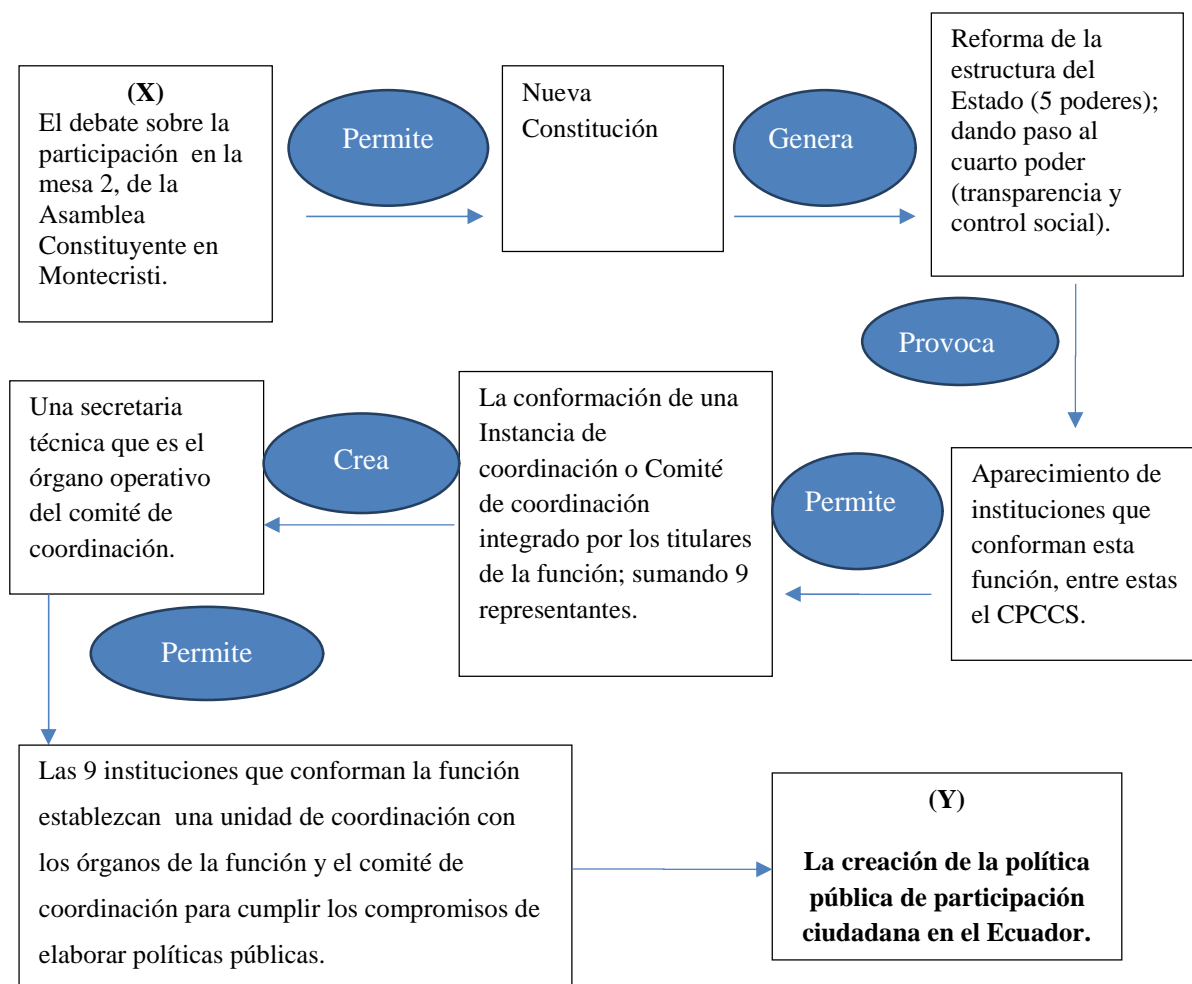 (X)
El debate sobre la
participación en la
mesa 2, de la
Asamblea
Constituyente en
Montecristi.
Permite
Nueva
Constitución
Genera
Reforma de la
estructura del
Estado (5 poderes);
dando paso al
cuarto poder
(transparencia y
control social).
Provoca
Aparecimiento de
instituciones que
conforman esta
función, entre estas
el CPCCS.
Permite
La conformación de una
Instancia de
coordinación o Comité
de coordinación
integrado por los titulares
de la función; sumando 9
representantes.
Crea
Una secretaria
técnica que es el
órgano operativo
del comité de
coordinación.
Permite
Las 9 instituciones que conforman la función
establezcan una unidad de coordinación con
los órganos de la función y el comité de
coordinación para cumplir los compromisos de
elaborar políticas públicas.
(Y)
La creación de la política
pública de participación
ciudadana en el Ecuador.